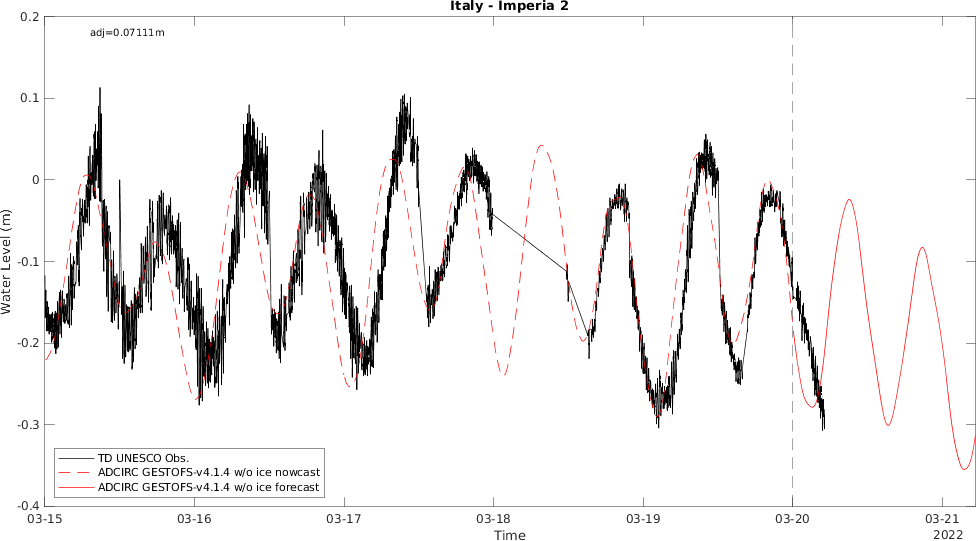 Italy - Imperia 2
adj=0.07111m
0.2
0.1
0
-0.1
-0.2
-0.3
-0.4
Water Level (m)
TD UNESCO Obs.
ADCIRC GESTOFS-v4.1.4 w/o ice nowcast
ADCIRC GESTOFS-v4.1.4 w/o ice forecast
03-15 03-16 03-17 03-18 03-19 03-20 03-21
Time
2022